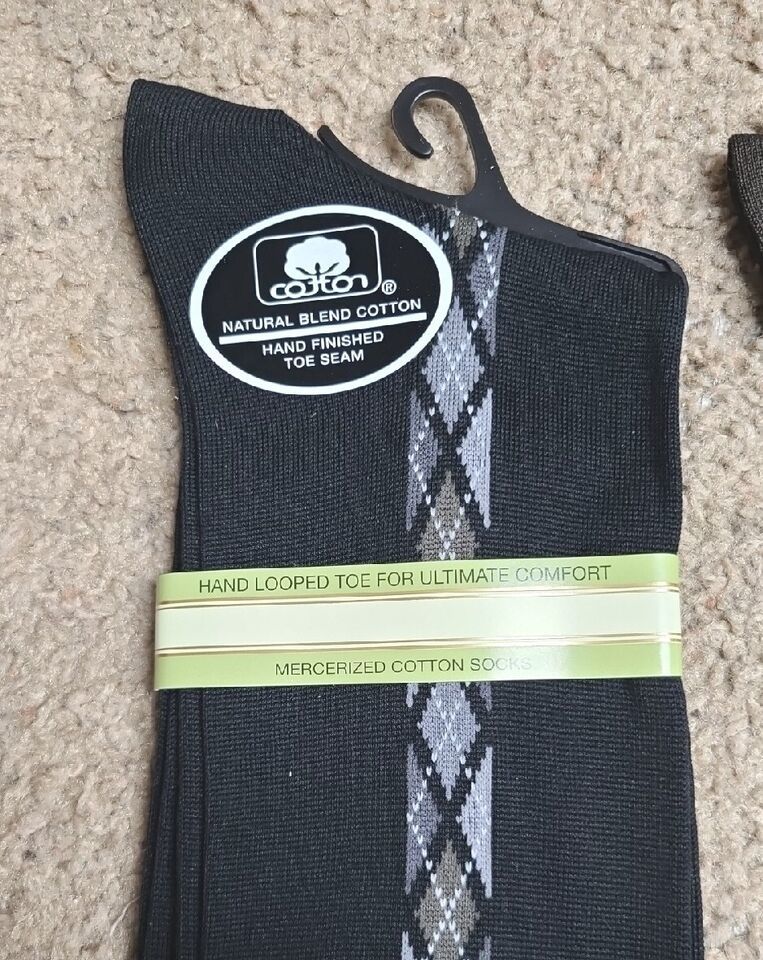 cotton®
NATURAL BLEND COTTON
HAND FINISHED
TOE SEAM
HAND LOOPED TOE FOR ULTIMATE COMFORT
MERCERIZED COTTON SOCKS